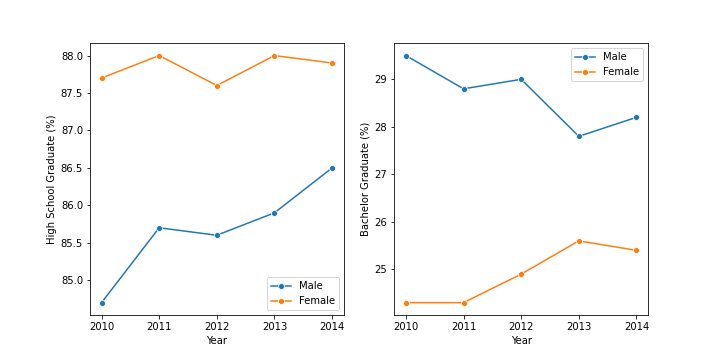 High School Graduate (%)
88.0
87.5
87.0
86.5
86.0
85.5
85.0
2010 2011 2012 2013 2014
Year
Male
Female
Bachelor Graduate (%)
29
28
27
26
25
2010 2011 2012 2013 2014
Year
Male
Female